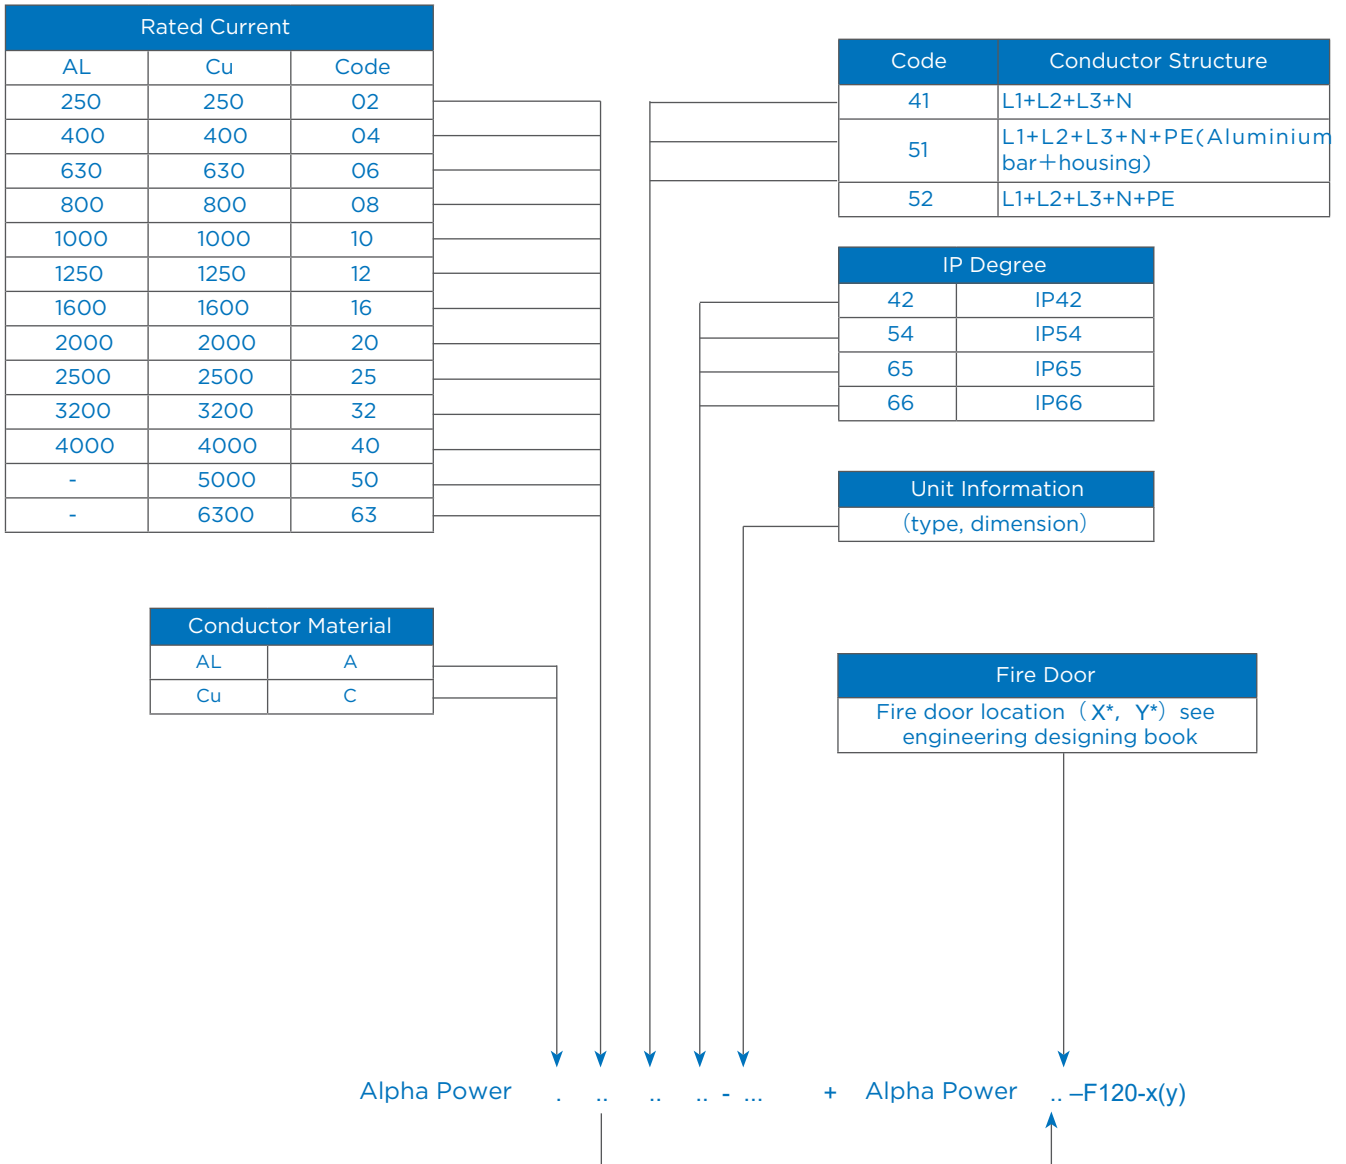 Rated Current
AL Cu Code
250 250 02
400 400 04
630 630 06
800 800 08
1000 1000 10
1250 1250 12
1600 1600 16
2000 2000 20
2500 2500 25
3200 3200 32
4000 4000 40
- 5000 50
- 6300 63
Conductor Material
AL A
Cu C
Code Conductor Structure
41 L1+L2+L3+N
51 L1+L2+L3+N+PE(Aluminium
bar+housing)
52 L1+L2+L3+N+PE
IP Degree
42 IP42
54 IP54
65 IP65
66 IP66
Unit Information
(type, dimension)
Fire Door
Fire door location (X*, Y*) see
engineering designing book
Alpha Power . .. .. .. - ... + Alpha Power .. –F120-x(y)